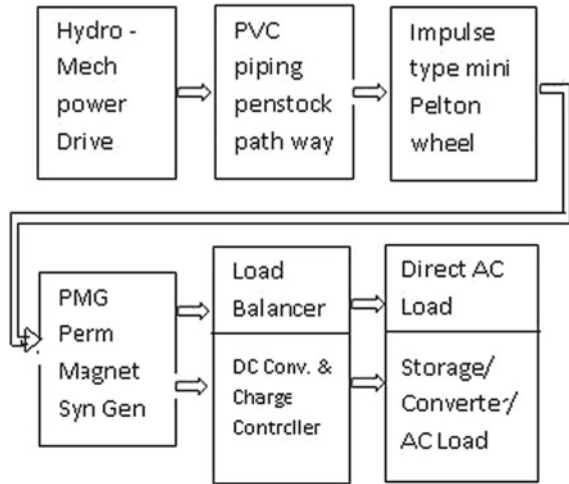 Hydro -
Mech
power
Drive
PVC
piping
penstock
path way
Impulse
type mini
Pelton
wheel
PMG
Perm
Magnet
Syn Gen
Load
Balancer
Direct AC
Load
DC Conv. &
Charge
Controller
Storage/
Converter/
AC Load